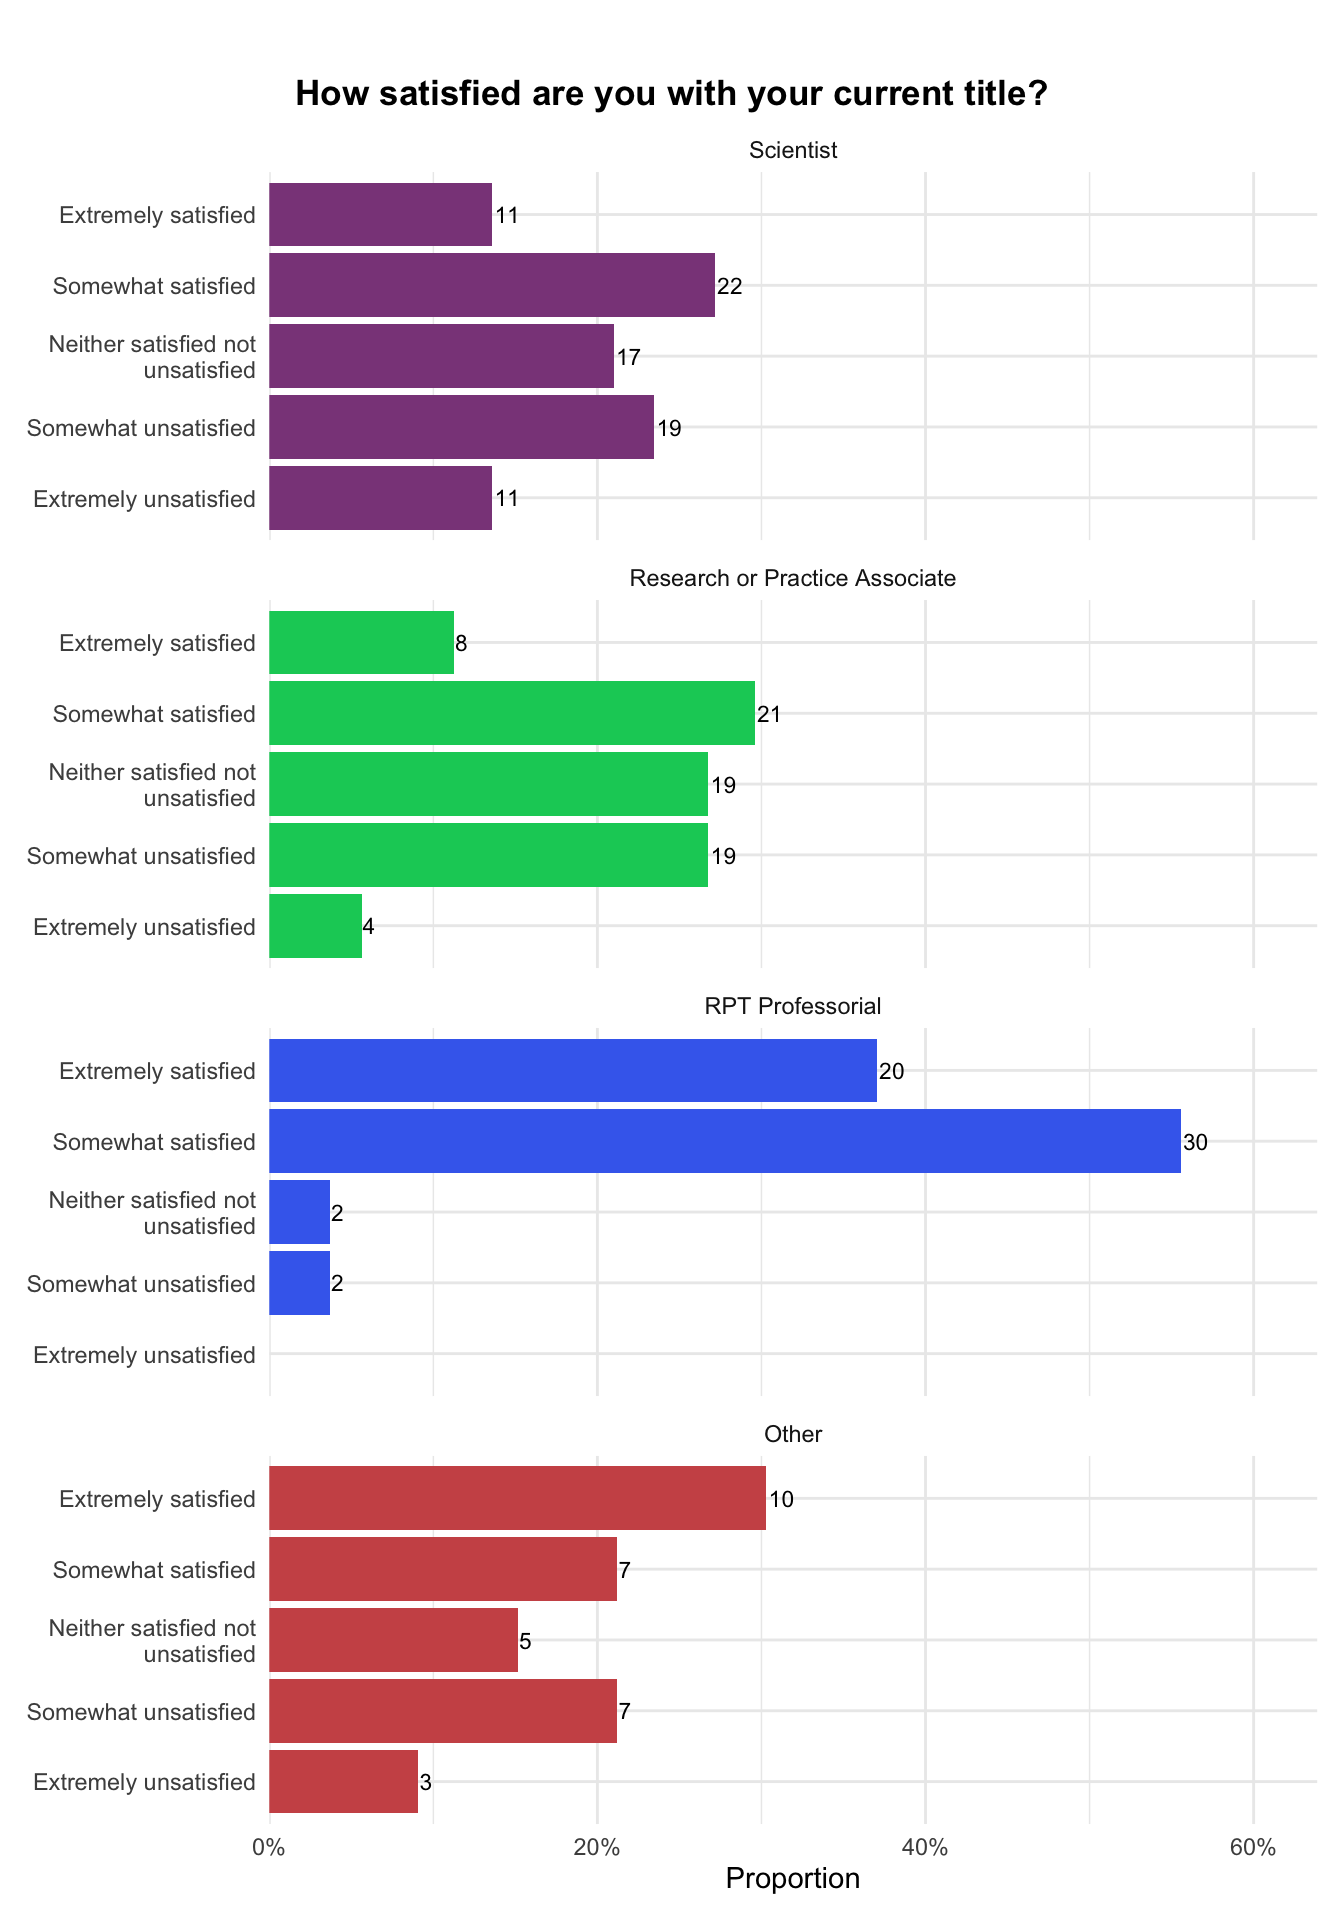 How satisfied are you with your current title?
Scientist
Extremely satisfied
11
Somewhat satisfied
22
Neither satisfied not
unsatisfied
17
Somewhat unsatisfied
19
Extremely unsatisfied
11
Research or Practice Associate
Extremely satisfied
8
Somewhat satisfied
21
Neither satisfied not
unsatisfied
19
Somewhat unsatisfied
19
Extremely unsatisfied
4
RPT Professorial
Extremely satisfied
20
Somewhat satisfied
30
Neither satisfied not
unsatisfied
2
Somewhat unsatisfied
2
Extremely unsatisfied
Other
Extremely satisfied
10
Somewhat satisfied
7
Neither satisfied not
unsatisfied
5
Somewhat unsatisfied
7
Extremely unsatisfied
3
0% 20% 40% 60%
Proportion